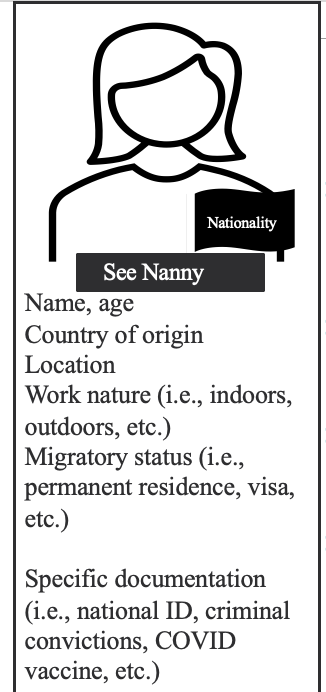 Nationality
See Nanny
Name, age
Country of origin
Location
Work nature (i.e., indoors,
outdoors, etc.)
Migratory status (i.e.,
permanent residence, visa,
etc.)
Specific documentation
(i.e., national ID, criminal
convictions, COVID
vaccine, etc.)